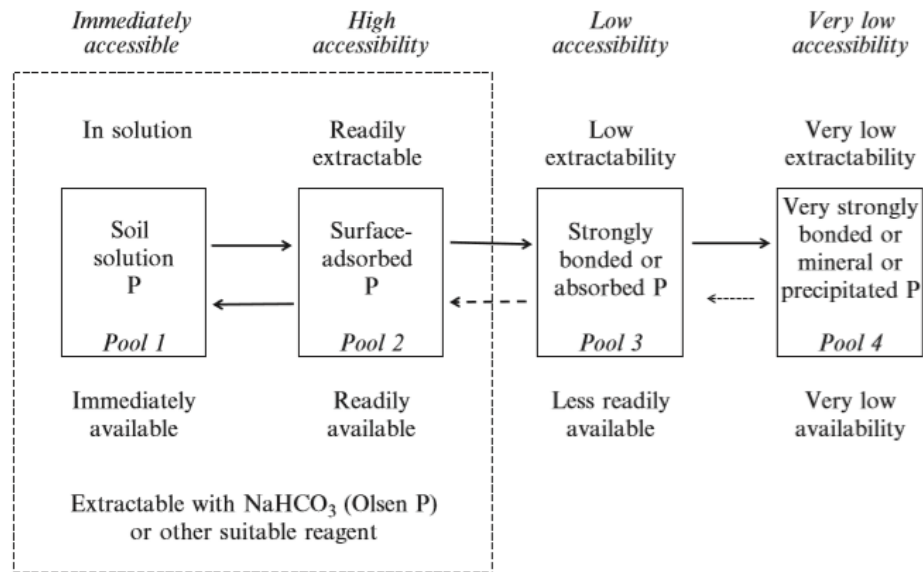 Immediately
accessible
High
accessibility
Low
accessibility
Very low
accessibility
In solution
Readily
extractable
Low
extractability
Very low
extractability
Soil
solution
P
Pool 1
Surface-
adsorbed
P
Pool 2
Strongly
bonded or
absorbed P
Pool 3
Very strongly
bonded or
mineral or
precipitated P
Pool 4
Immediately
available
Readily
available
Less readily
available
Very low
availability
Extractable with NaHCO₃ (Olsen P)
or other suitable reagent